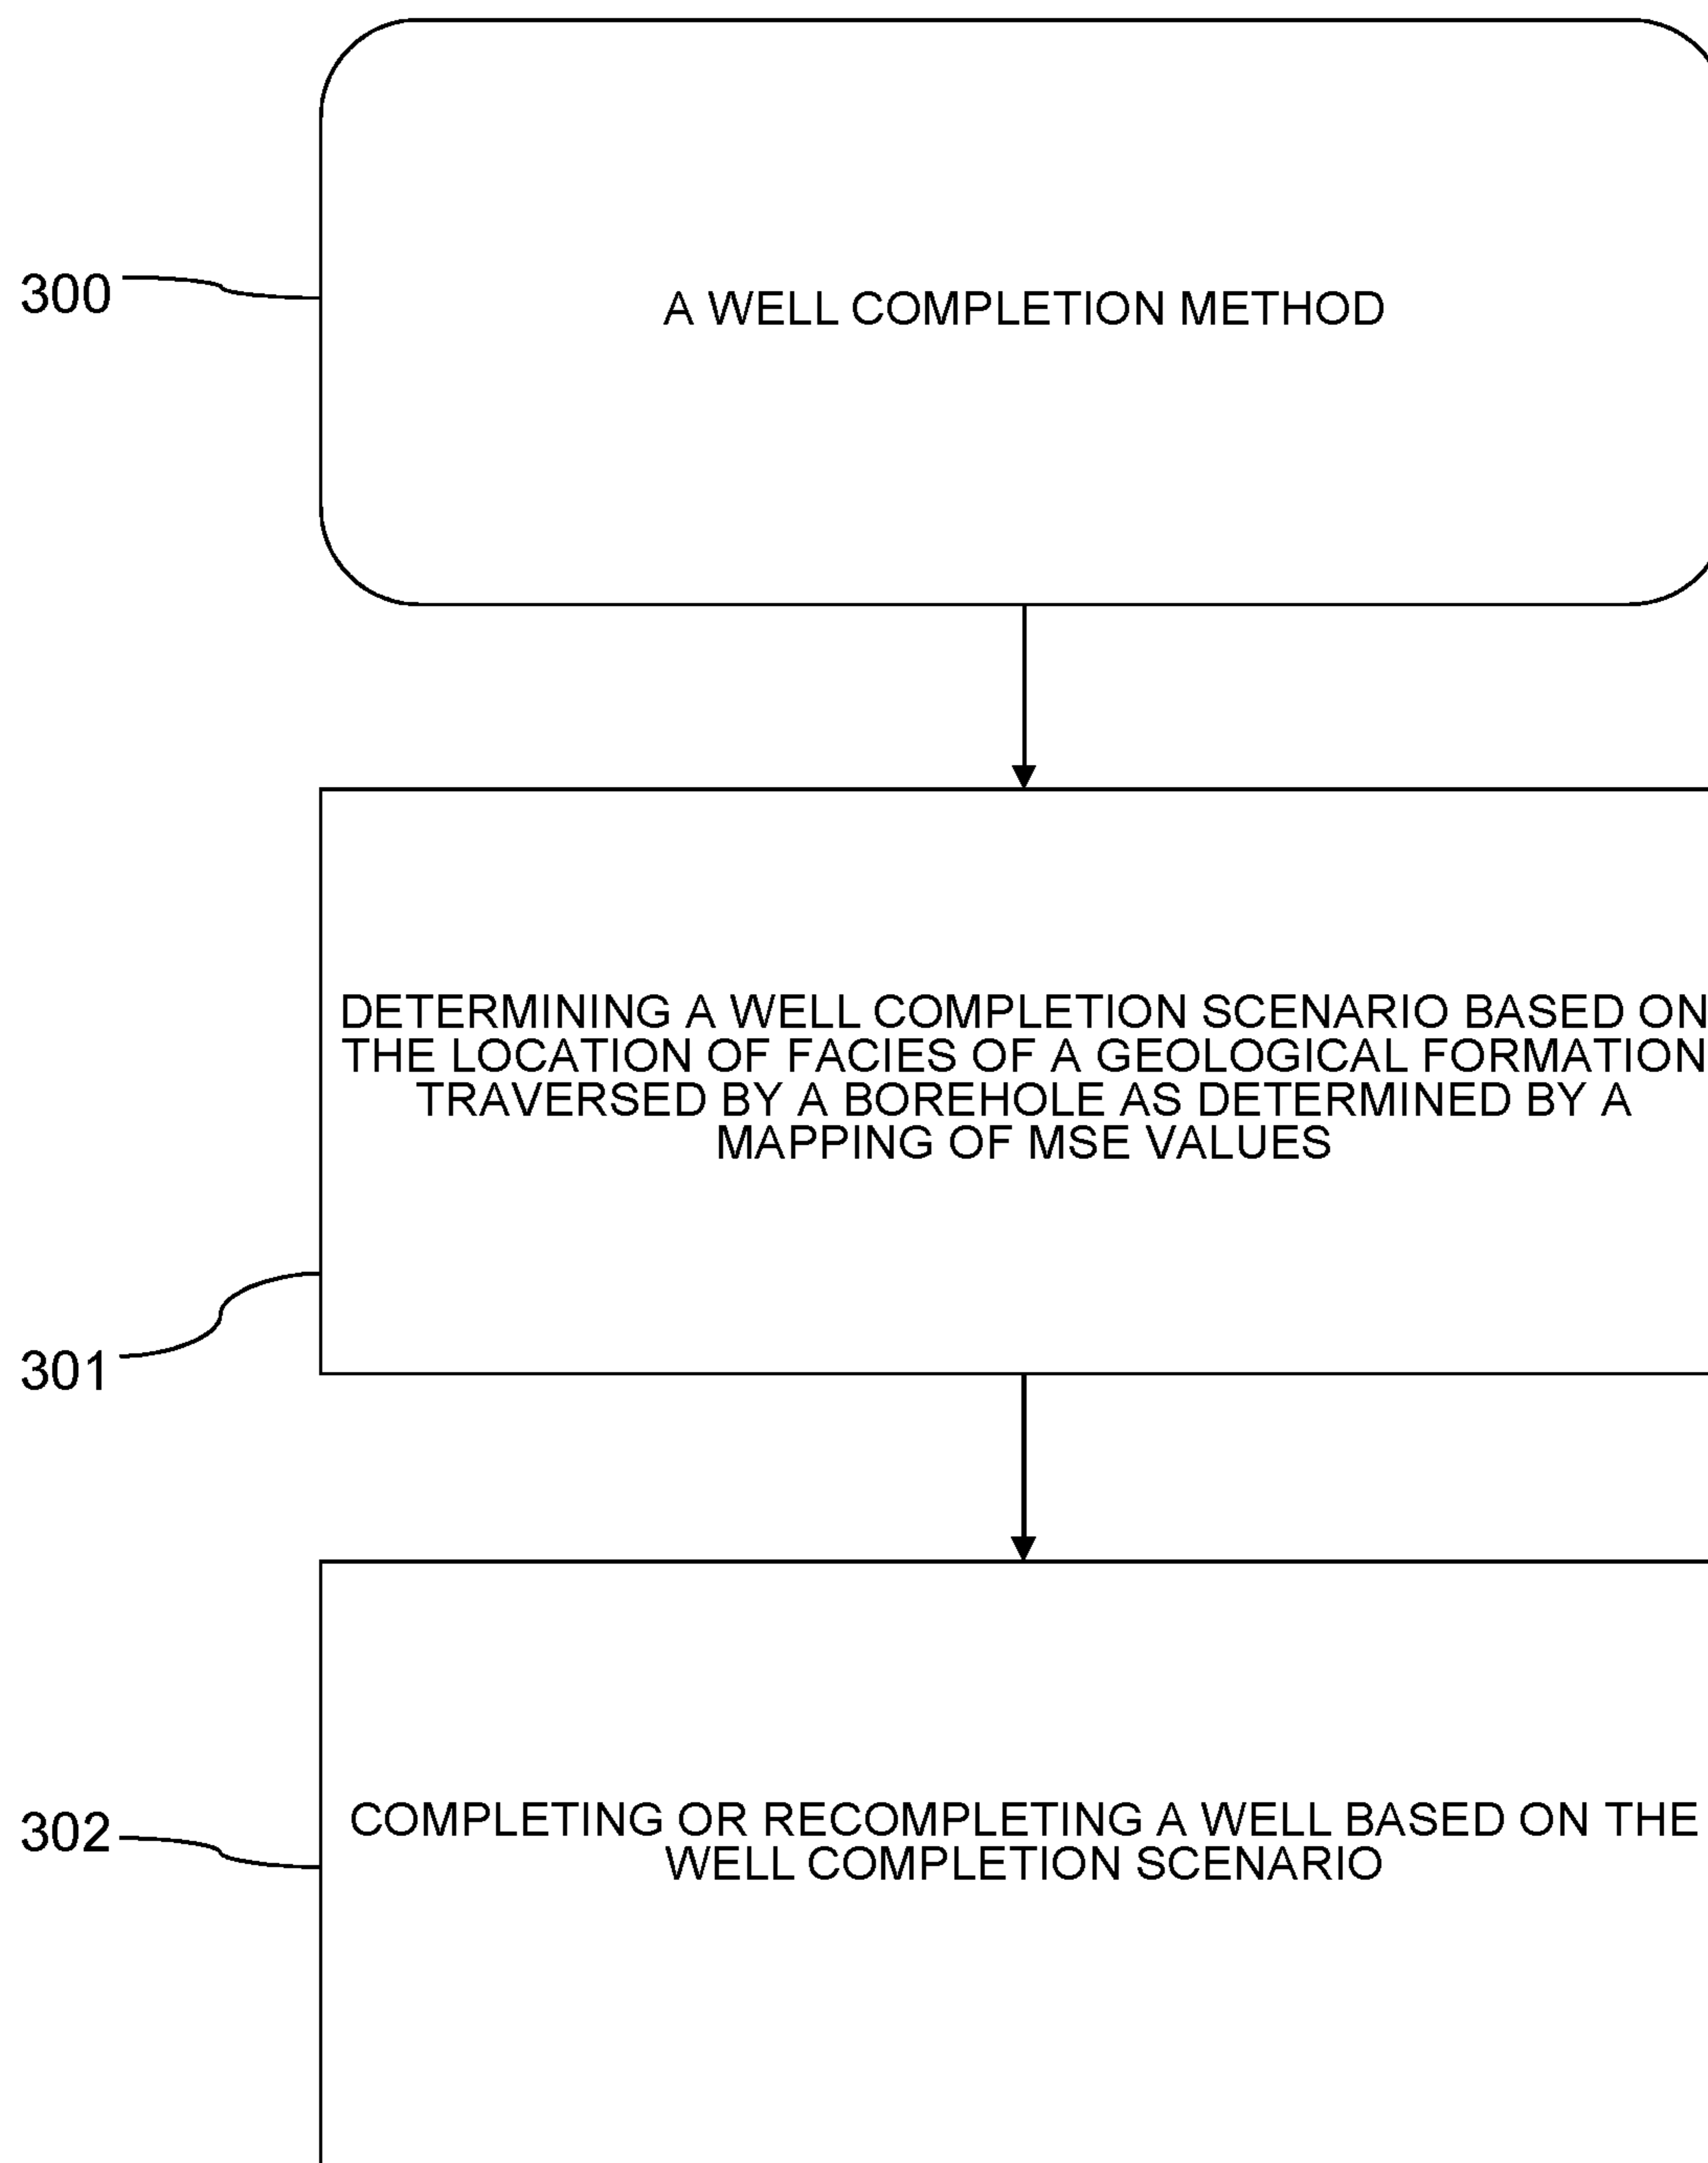 300
A WELL COMPLETION METHOD
DETERMINING A WELL COMPLETION SCENARIO BASED ON
THE LOCATION OF FACIES OF A GEOLOGICAL FORMATION
TRAVERSED BY A BOREHOLE AS DETERMINED BY A
MAPPING OF MSE VALUES
301
COMPLETING OR RECOMPLETING A WELL BASED ON THE
WELL COMPLETION SCENARIO
302